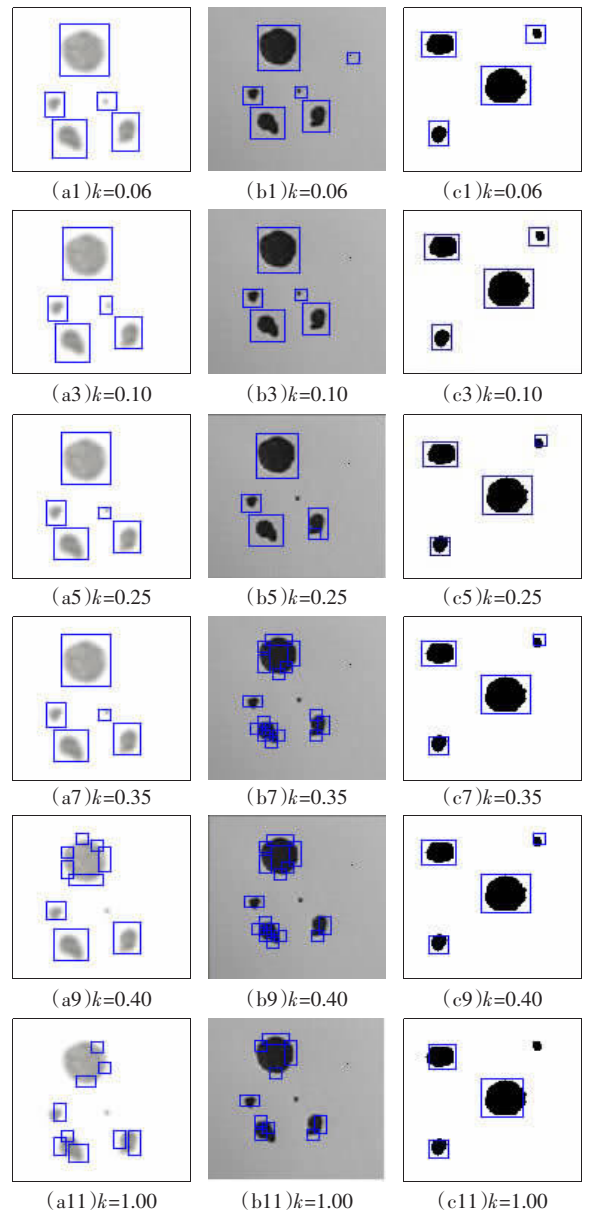 (a1)k=0.06 (b1)k=0.06 (c1)k=0.06
(a3)k=0.10 (b3)k=0.10 (c3)k=0.10
(a5)k=0.25 (b5)k=0.25 (c5)k=0.25
(a7)k=0.35 (b7)k=0.35 (c7)k=0.35
(a9)k=0.40 (b9)k=0.40 (c9)k=0.40
(a11)k=1.00 (b11)k=1.00 (c11)k=1.00